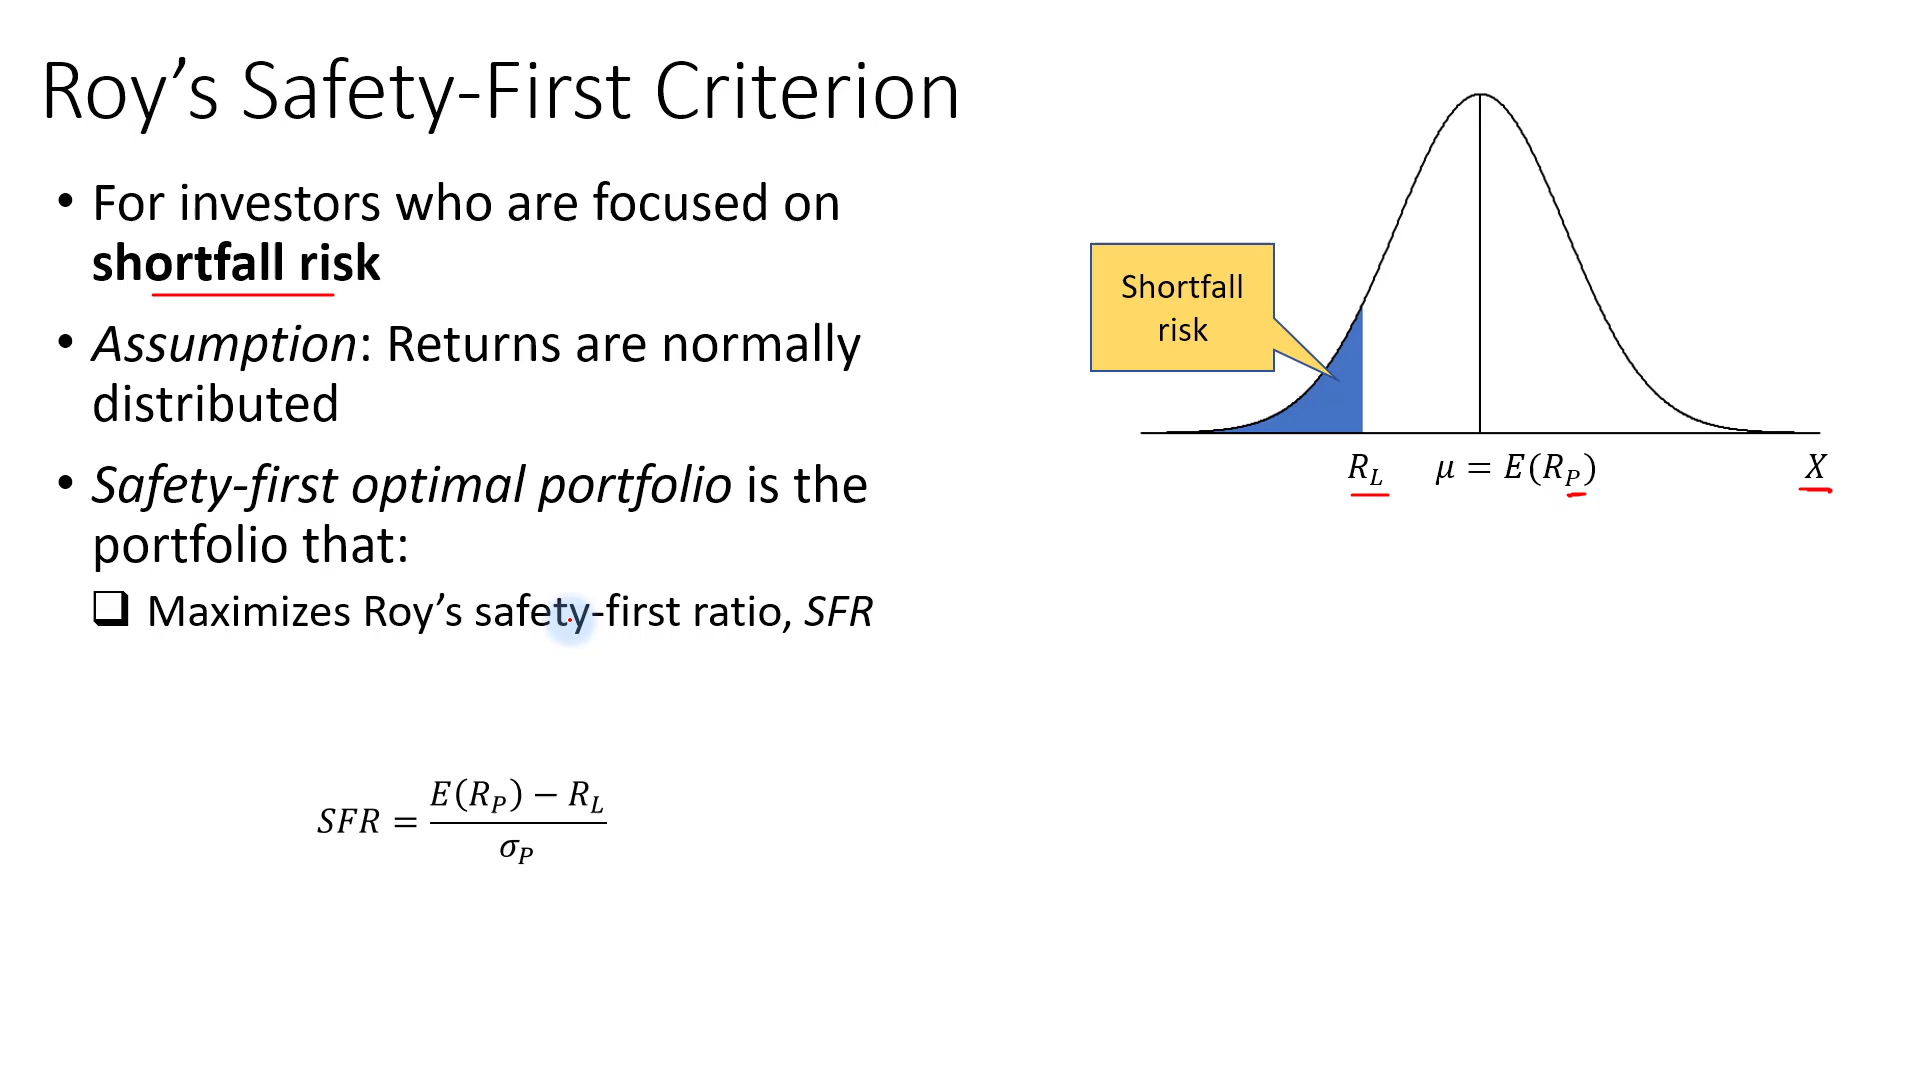 Roy’s Safety-First Criterion
• For investors who are focused on
shortfall risk
• Assumption: Returns are normally
distributed
• Safety-first optimal portfolio is the
portfolio that:
❑ Maximizes Roy’s safety-first ratio, SFR
SFR = (E(R_P) − R_L) / σ_P
Shortfall
risk
R_L μ = E(R_P) X